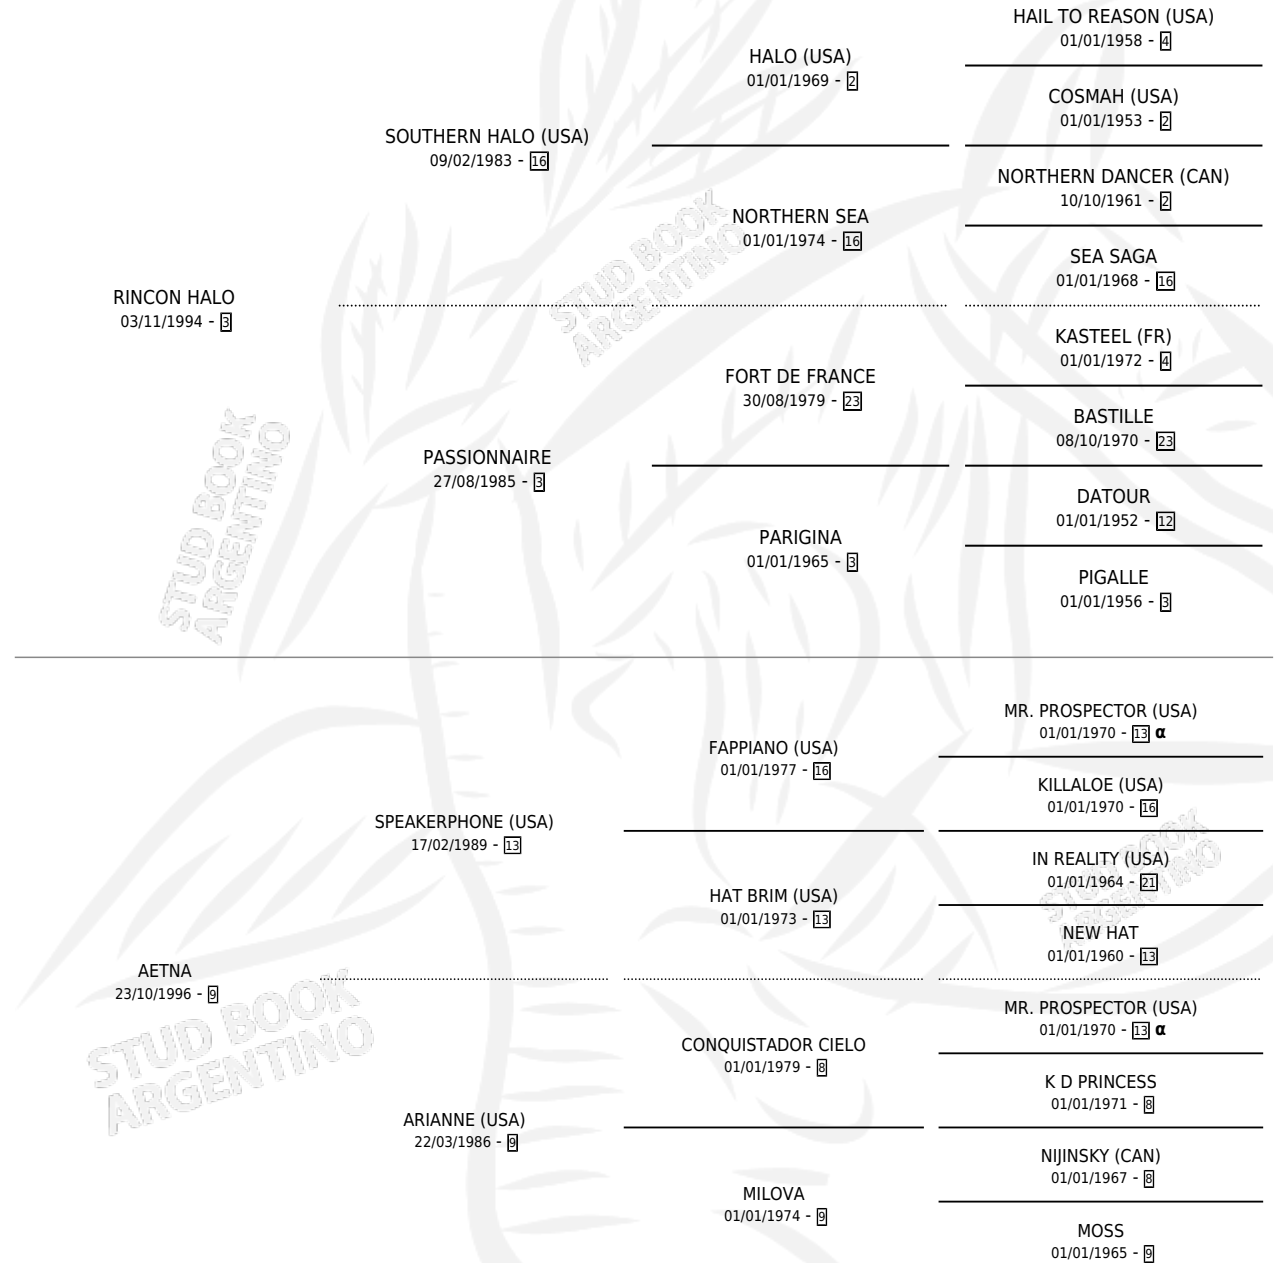 HAIL TO REASON (USA)
01/01/1958 - 4
HALO (USA)
01/01/1969 - 2
COSMAH (USA)
01/01/1953 - 2
SOUTHERN HALO (USA)
09/02/1983 - 16
NORTHERN DANCER (CAN)
10/10/1961 - 2
NORTHERN SEA
01/01/1974 - 16
SEA SAGA
01/01/1968 - 16
STUD BOOK
ARGENTINO
RINCON HALO
03/11/1994 - 3
KASTEEL (FR)
01/01/1972 - 4
FORT DE FRANCE
30/08/1979 - 23
BASTILLE
08/10/1970 - 23
PASSIONNAIRE
27/08/1985 - 3
DATOUR
01/01/1952 - 12
PARIGINA
01/01/1965 - 3
PIGALLE
01/01/1956 - 3
STUD BOOK
ARGENTINO
MR. PROSPECTOR (USA)
01/01/1970 - 13 α
FAPPIANO (USA)
01/01/1977 - 16
KILLALOE (USA)
01/01/1970 - 16
SPEAKERPHONE (USA)
17/02/1989 - 13
IN REALITY (USA)
01/01/1964 - 21
HAT BRIM (USA)
01/01/1973 - 13
NEW HAT
01/01/1960 - 13
STUD BOOK
ARGENTINO
AETNA
23/10/1996 - 9
MR. PROSPECTOR (USA)
01/01/1970 - 13 α
CONQUISTADOR CIELO
01/01/1979 - 8
K D PRINCESS
01/01/1971 - 8
STUD BOOK
ARGENTINO
ARIANNE (USA)
22/03/1986 - 9
NIJINSKY (CAN)
01/01/1967 - 8
MILOVA
01/01/1974 - 9
MOSS
01/01/1965 - 9